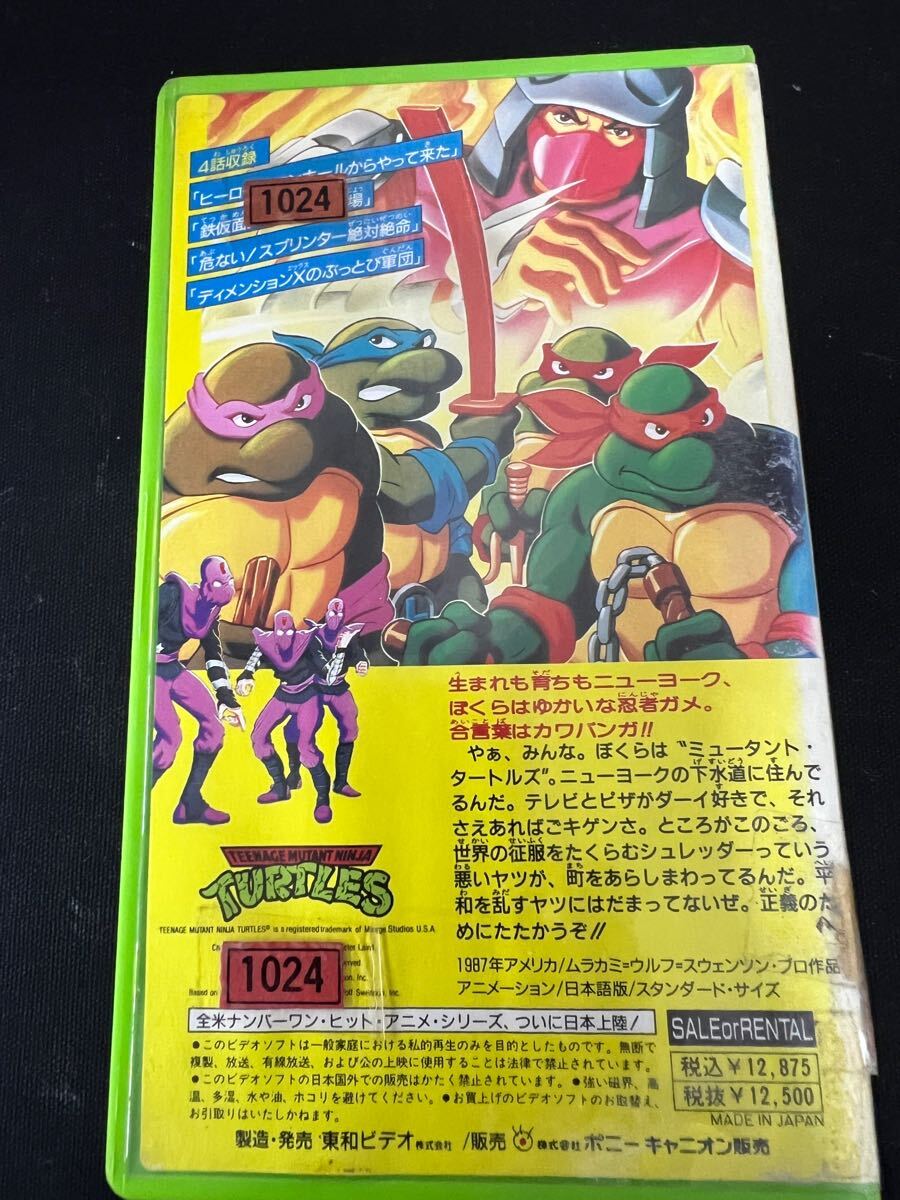 4話収録
「ヒーロー ホールからやって来た」
1024
「鉄仮面 場」
「危ない!スプリンター絶対絶命」
「ディメンションXのぶっとび軍団」
生まれも育ちもニューヨーク、
ぼくらはゆかいな忍者ガメ。
合言葉はカワバンガ!!
やぁ、みんな。ぼくらは〝ミュータント・
タートルズ〟。ニューヨークの下水道に住んで
るんだ。テレビとピザがダーイ好きで、それ
さえあればごキゲンさ。ところがこのごろ、
世界の征服をたくらむシュレッダーっていう
悪いヤツが、町をあらしまわってるんだ。平
和を乱すヤツにはだまってないぜ。正義のた
めにたたかうぞ!!
1987年アメリカ/ムラカミ=ウルフ=スウェンソン・プロ作品
アニメーション/日本語版/スタンダード・サイズ
TEENAGE MUTANT NINJA
TURTLES
TEENAGE MUTANT NINJA TURTLES® is a registered trademark of Mirage Studios U.S.A
1024
Based on
全米ナンバーワン・ヒット・アニメ・シリーズ、ついに日本上陸!
●このビデオソフトは一般家庭における私的再生のみを目的としたものです。無断で
複製、放送、有線放送、および公の上映に使用することは法律で禁止されています。
●このビデオソフトの日本国外での販売はかたく禁止されています。●強い磁界、高
温、多湿、水や油、ホコリを避けてください。●お買上げのビデオソフトのお取替え、
お引取りはいたしかねます。
SALEorRENTAL
税込¥12,875
税抜¥12,500
MADE IN JAPAN
製造・発売 東和ビデオ株式会社 /販売 株式会社 ポニーキャニオン販売